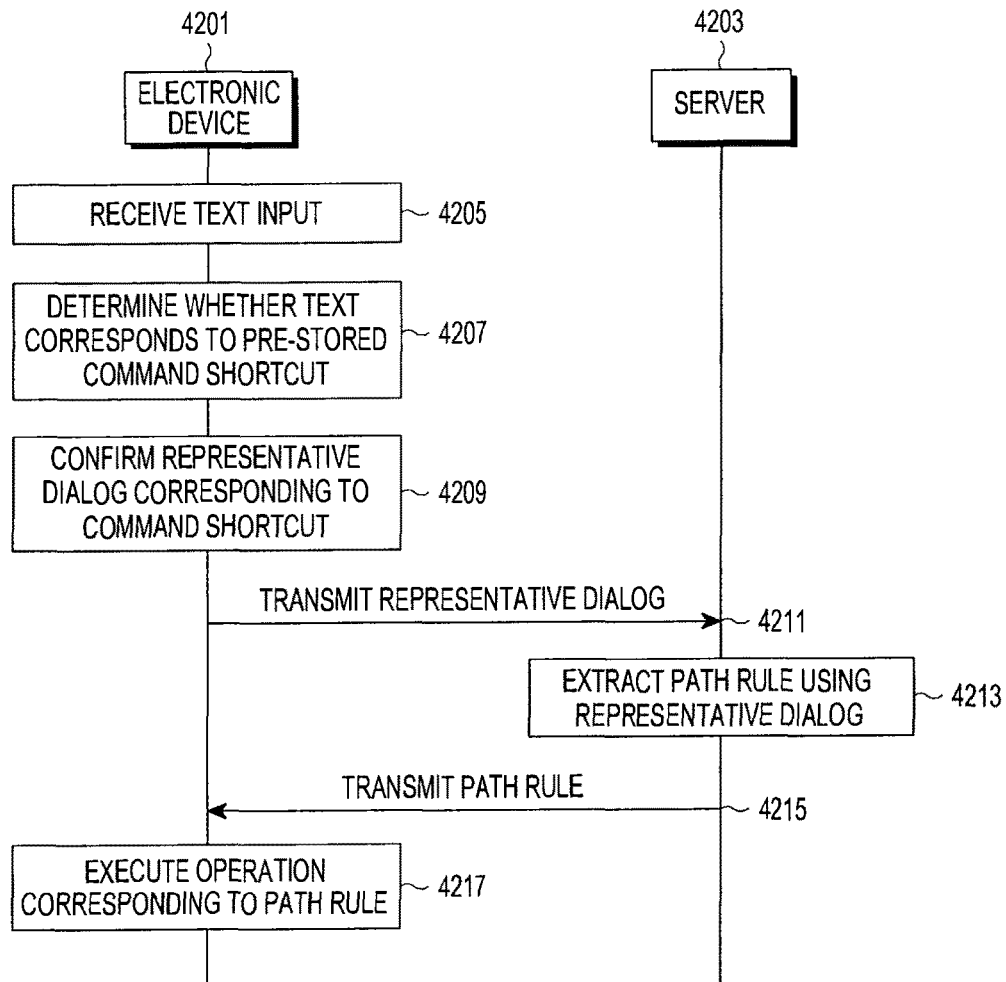 4201
4203
ELECTRONIC
DEVICE
SERVER
RECEIVE TEXT INPUT
4205
DETERMINE WHETHER TEXT
CORRESPONDS TO PRE-STORED
COMMAND SHORTCUT
4207
CONFIRM REPRESENTATIVE
DIALOG CORRESPONDING TO
COMMAND SHORTCUT
4209
TRANSMIT REPRESENTATIVE DIALOG
4211
EXTRACT PATH RULE USING
REPRESENTATIVE DIALOG
4213
TRANSMIT PATH RULE
4215
EXECUTE OPERATION
CORRESPONDING TO PATH RULE
4217